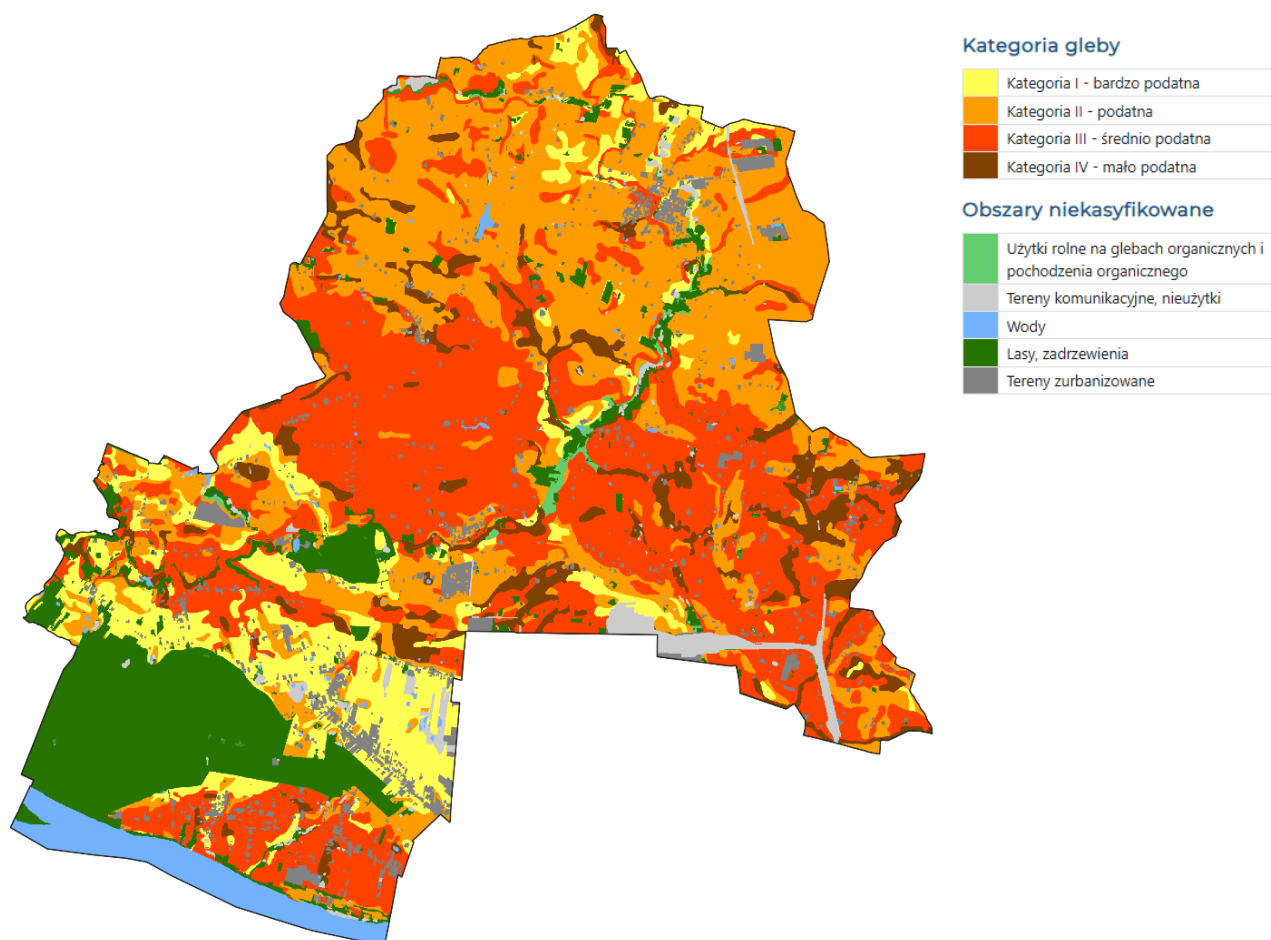 Kategoria gleby
Kategoria I - bardzo podatna
Kategoria II - podatna
Kategoria III - średnio podatna
Kategoria IV - mało podatna
Obszary niekasyfikowane
Użytki rolne na glebach organicznych i
pochodzenia organicznego
Tereny komunikacyjne, nieużytki
Wody
Lasy, zadrzewienia
Tereny zurbanizowane